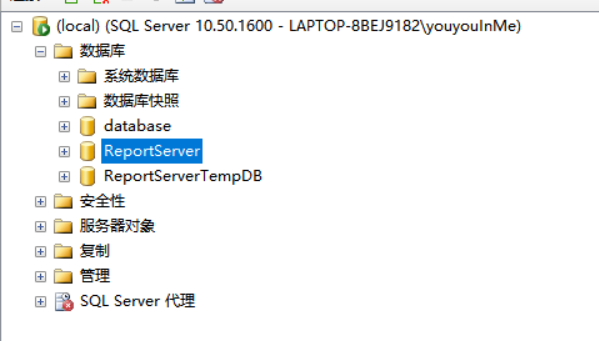 (local) (SQL Server 10.50.1600 - LAPTOP-8BEJ9182\youyouInMe)
数据库
系统数据库
数据库快照
database
ReportServer
ReportServerTempDB
安全性
服务器对象
复制
管理
SQL Server 代理